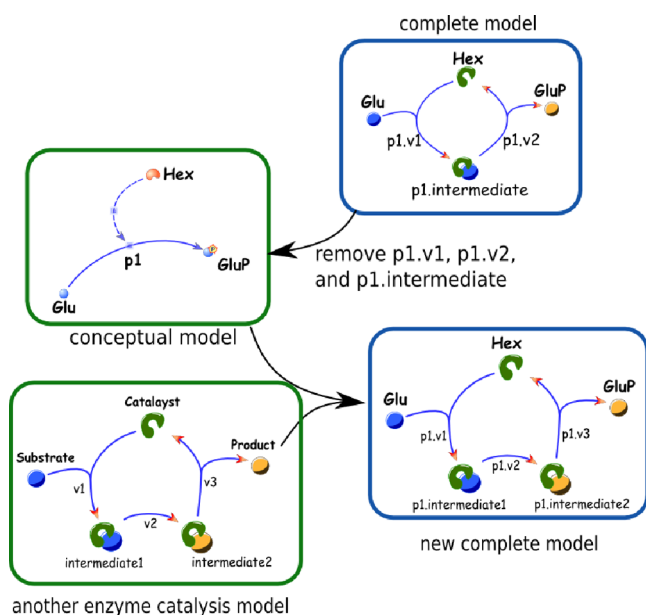 complete model
Hex
Glu
GluP
p1.v1
p1.v2
p1.intermediate
Hex
p1
P
GluP
Glu
conceptual model
remove p1.v1, p1.v2,
and p1.intermediate
Catalayst
Substrate
Product
v1
v2
v3
intermediate1
intermediate2
another enzyme catalysis model
Hex
Glu
GluP
p1.v1
p1.v2
p1.v3
p1.intermediate1
p1.intermediate2
new complete model